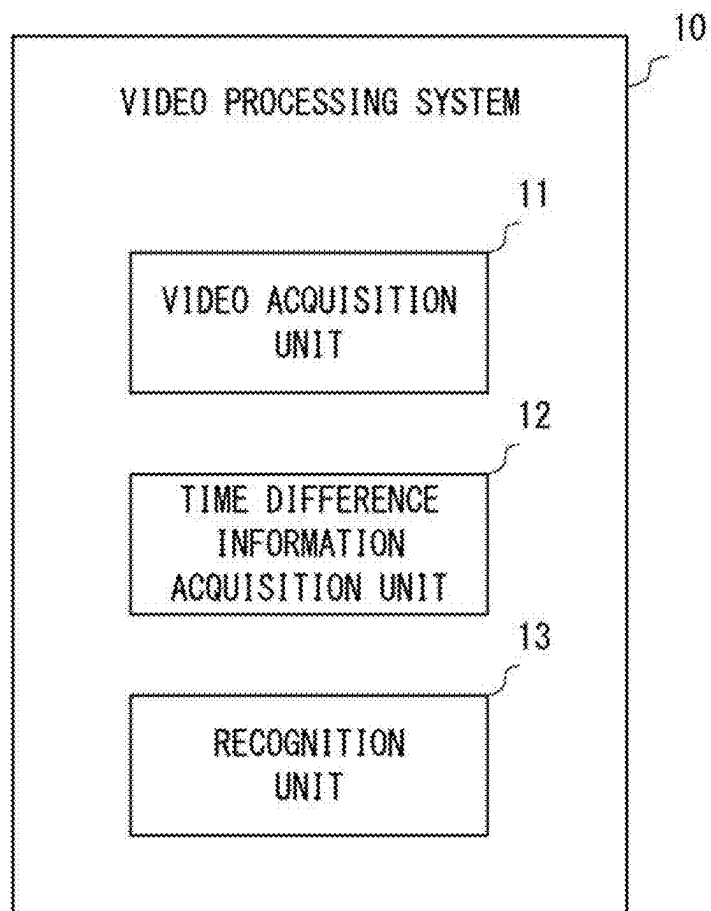 10
VIDEO PROCESSING SYSTEM
11
VIDEO ACQUISITION
UNIT
12
TIME DIFFERENCE
INFORMATION
ACQUISITION UNIT
13
RECOGNITION
UNIT